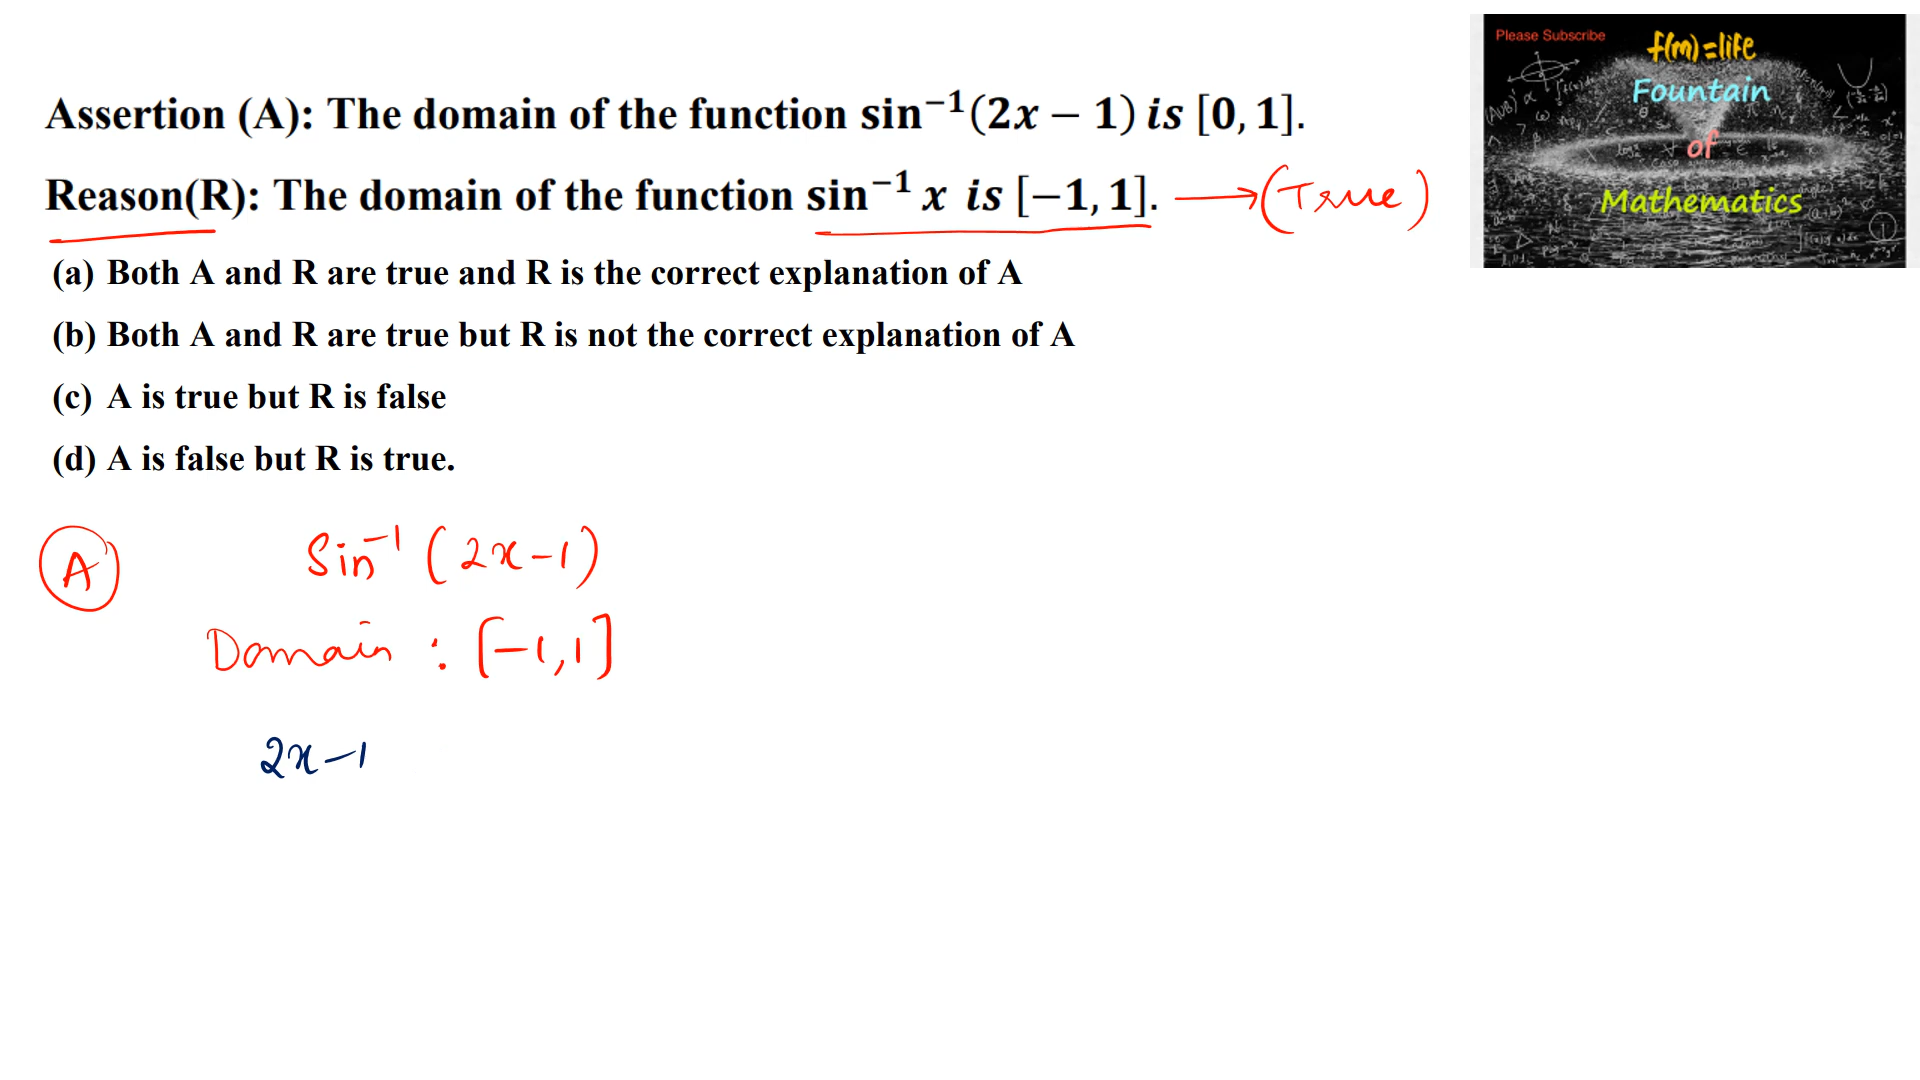 Please Subscribe
f(m)=life
Fountain
of
Mathematics
Assertion (A): The domain of the function sin⁻¹(2x − 1) is [0, 1].
Reason(R): The domain of the function sin⁻¹ x is [−1, 1]. ⟶ (True)
(a) Both A and R are true and R is the correct explanation of A
(b) Both A and R are true but R is not the correct explanation of A
(c) A is true but R is false
(d) A is false but R is true.
A Sin⁻¹ (2x−1)
Domain : [−1,1]
2x−1